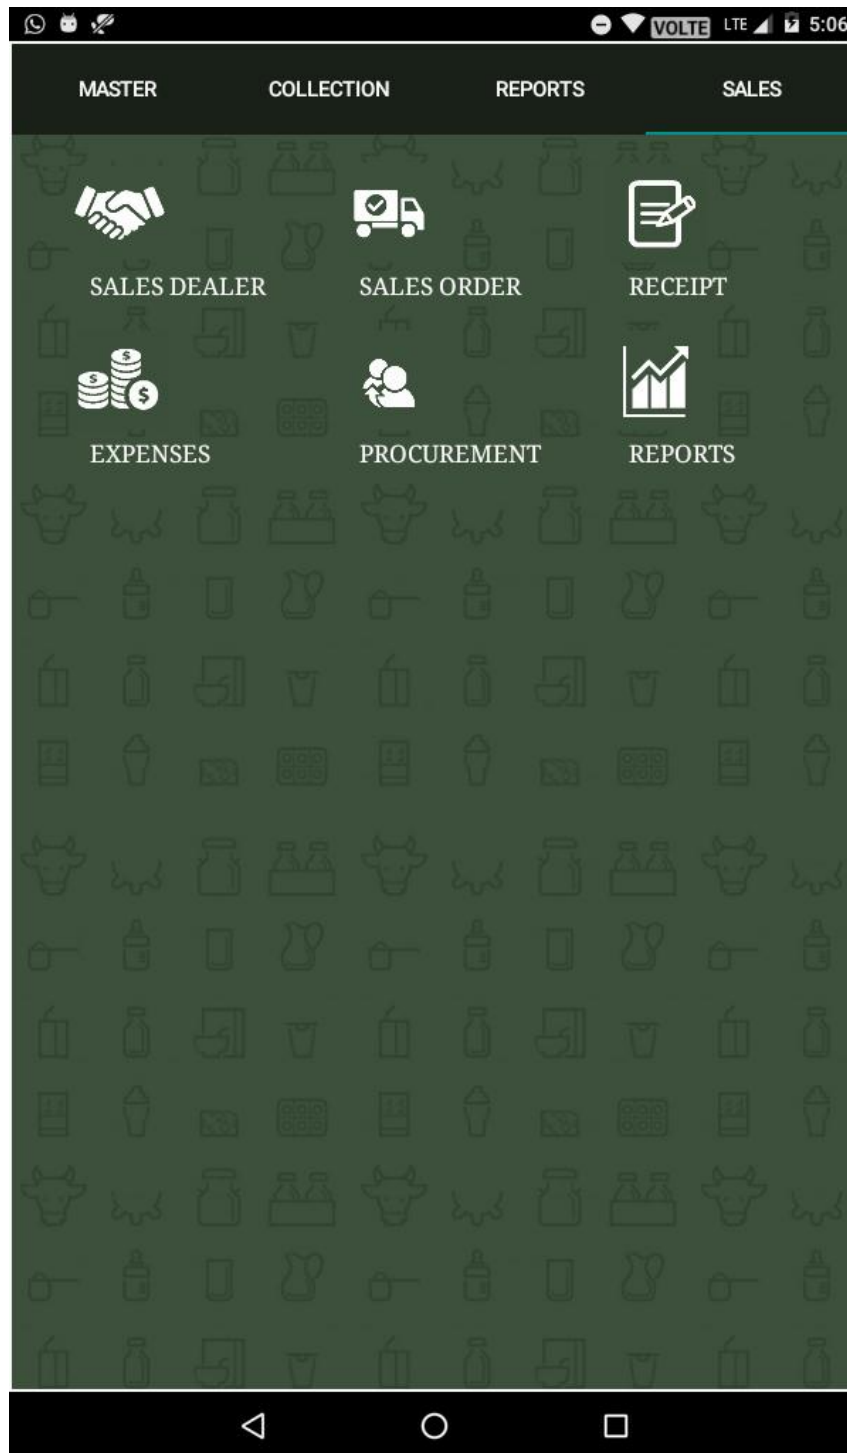 VOLTE LTE 5:06
MASTER COLLECTION REPORTS SALES
SALES DEALER SALES ORDER RECEIPT
EXPENSES PROCUREMENT REPORTS